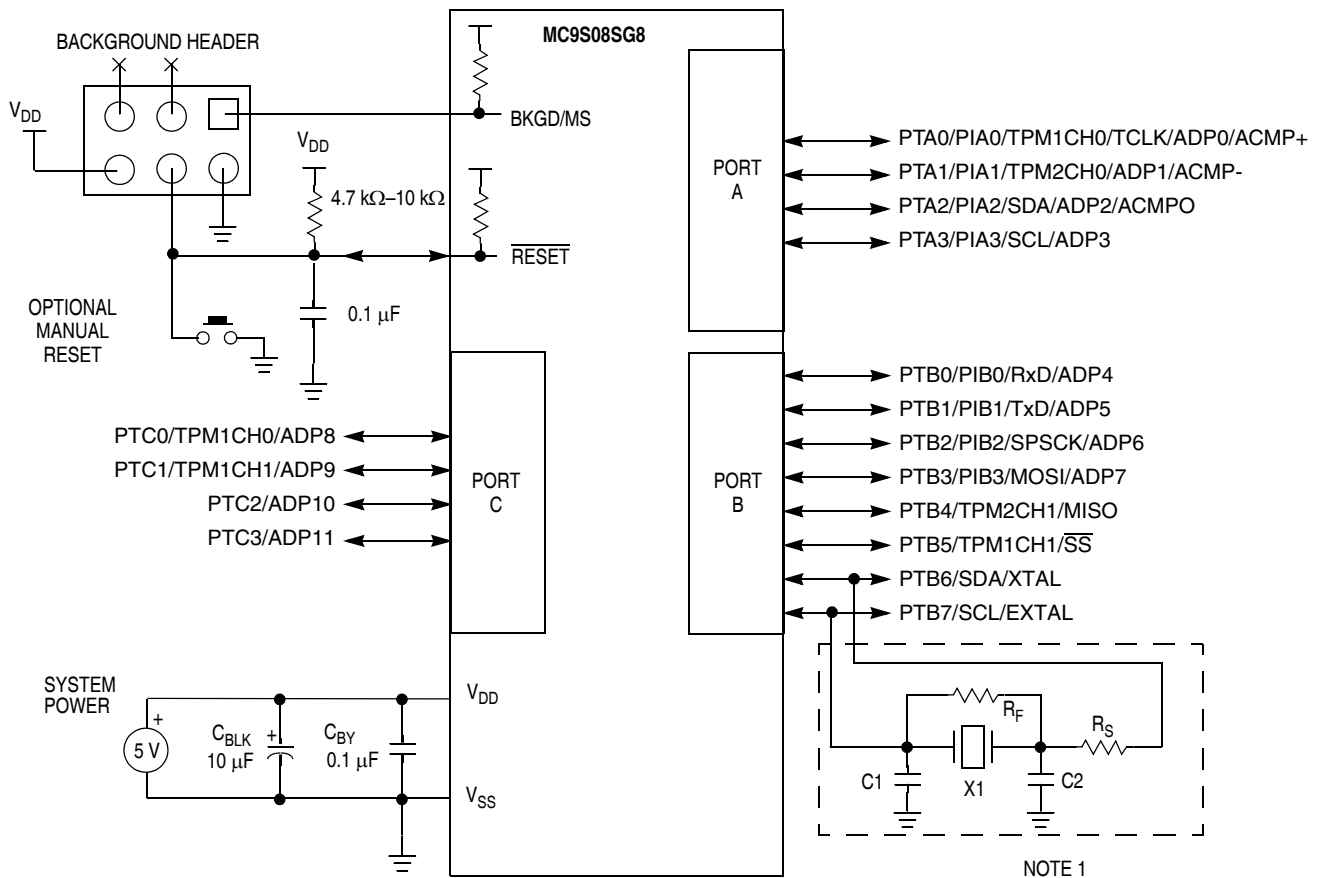 MC9S08SG8
BACKGROUND HEADER
VDD
BKGD/MS
VDD
4.7 kΩ–10 kΩ
RESET
OPTIONAL
MANUAL
RESET
0.1 μF
PORT
A
PTA0/PIA0/TPM1CH0/TCLK/ADP0/ACMP+
PTA1/PIA1/TPM2CH0/ADP1/ACMP-
PTA2/PIA2/SDA/ADP2/ACMPO
PTA3/PIA3/SCL/ADP3
PTC0/TPM1CH0/ADP8
PTC1/TPM1CH1/ADP9
PTC2/ADP10
PTC3/ADP11
PORT
C
PORT
B
PTB0/PIB0/RxD/ADP4
PTB1/PIB1/TxD/ADP5
PTB2/PIB2/SPSCK/ADP6
PTB3/PIB3/MOSI/ADP7
PTB4/TPM2CH1/MISO
PTB5/TPM1CH1/SS
PTB6/SDA/XTAL
PTB7/SCL/EXTAL
SYSTEM
POWER
+
5 V
CBLK
+
10 μF
CBY
0.1 μF
VDD
VSS
RF
RS
C1
X1
C2
NOTE 1